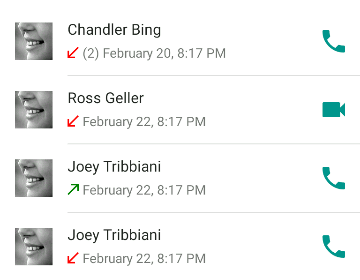 Chandler Bing
(2) February 20, 8:17 PM
Ross Geller
February 22, 8:17 PM
Joey Tribbiani
February 22, 8:17 PM
Joey Tribbiani
February 22, 8:17 PM